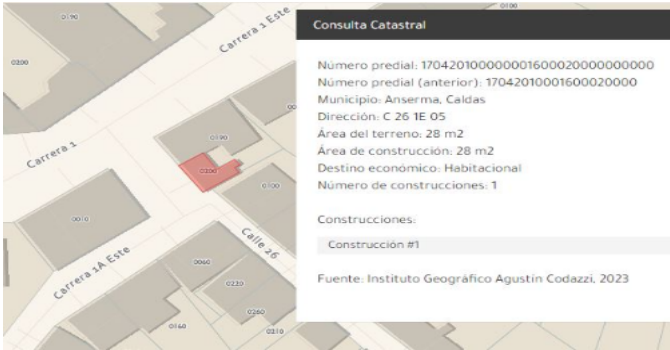 0190
0100
Carrera 1 Este
0200
Carrera 1
0190
0200
0100
0010
Calle 26
Carrera 1A Este
0060
0220
0260
0160
0210
Consulta Catastral
Número predial: 170420100000001600020000000000
Número predial (anterior): 17042010001600020000
Municipio: Anserma, Caldas
Dirección: C 26 1E 05
Área del terreno: 28 m2
Área de construcción: 28 m2
Destino económico: Habitacional
Número de construcciones: 1
Construcciones:
Construcción #1
Fuente: Instituto Geográfico Agustín Codazzi, 2023